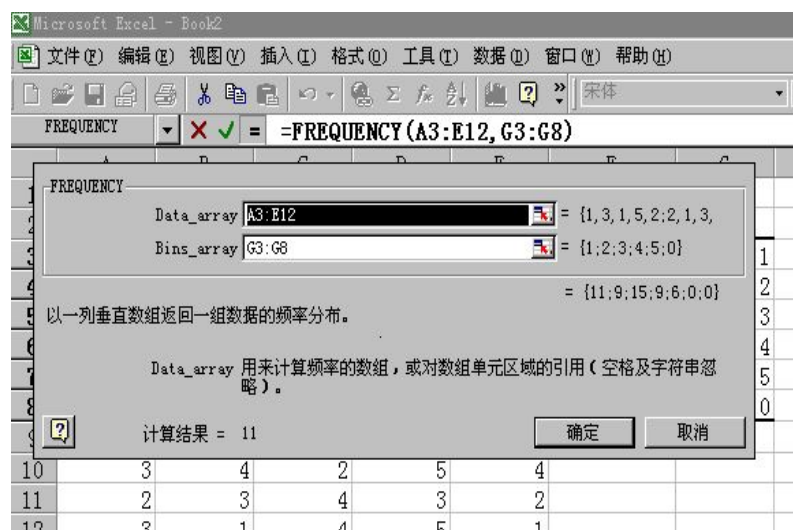 Microsoft Excel - Book2
文件(F) 编辑(E) 视图(V) 插入(I) 格式(O) 工具(T) 数据(D) 窗口(W) 帮助(H)
宋体
FREQUENCY = =FREQUENCY(A3:E12,G3:G8)
FREQUENCY
Data_array A3:E12 = {1,3,1,5,2;2,1,3,
Bins_array G3:G8 = {1;2;3;4;5;0}
= {11;9;15;9;6;0;0}
以一列垂直数组返回一组数据的频率分布。
Data_array 用来计算频率的数组，或对数组单元区域的引用(空格及字符串忽
略)。
计算结果 = 11
确定 取消
1
2
3
4
5
0
10 3 4 2 5 4
11 2 3 4 3 2
12 3 1 4 5 1